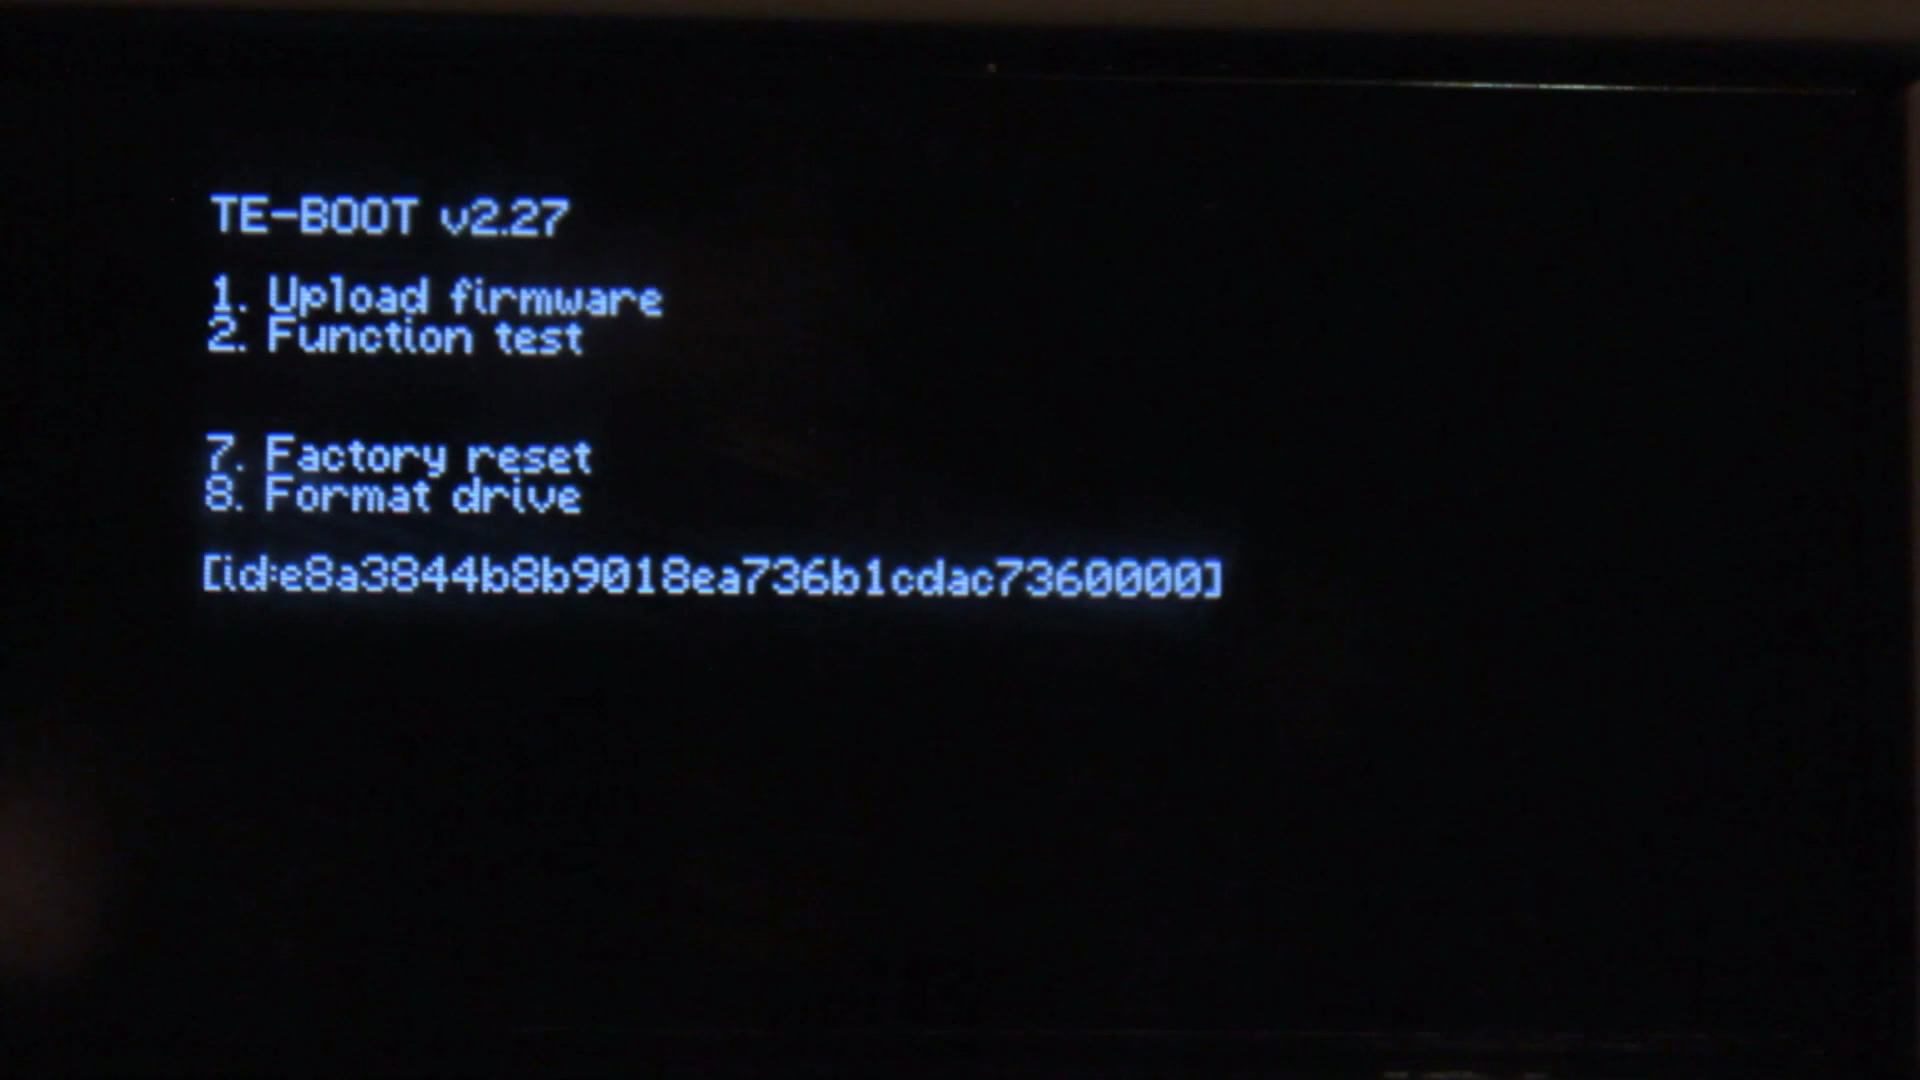 TE-BOOT v2.27
1. Upload firmware
2. Function test
7. Factory reset
8. Format drive
[id:e8a3844b8b9018ea736b1cdac7360000]